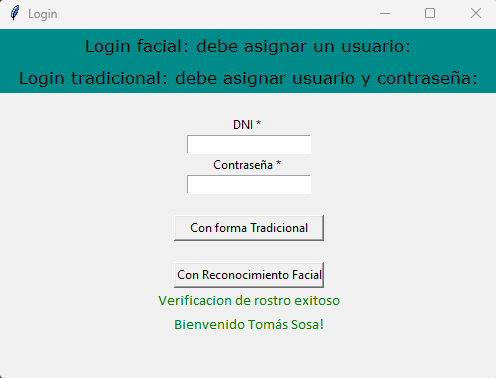 Login
Login facial: debe asignar un usuario:
Login tradicional: debe asignar usuario y contraseña:
DNI *
Contraseña *
Con forma Tradicional
Con Reconocimiento Facial
Verificacion de rostro exitoso
Bienvenido Tomás Sosa!